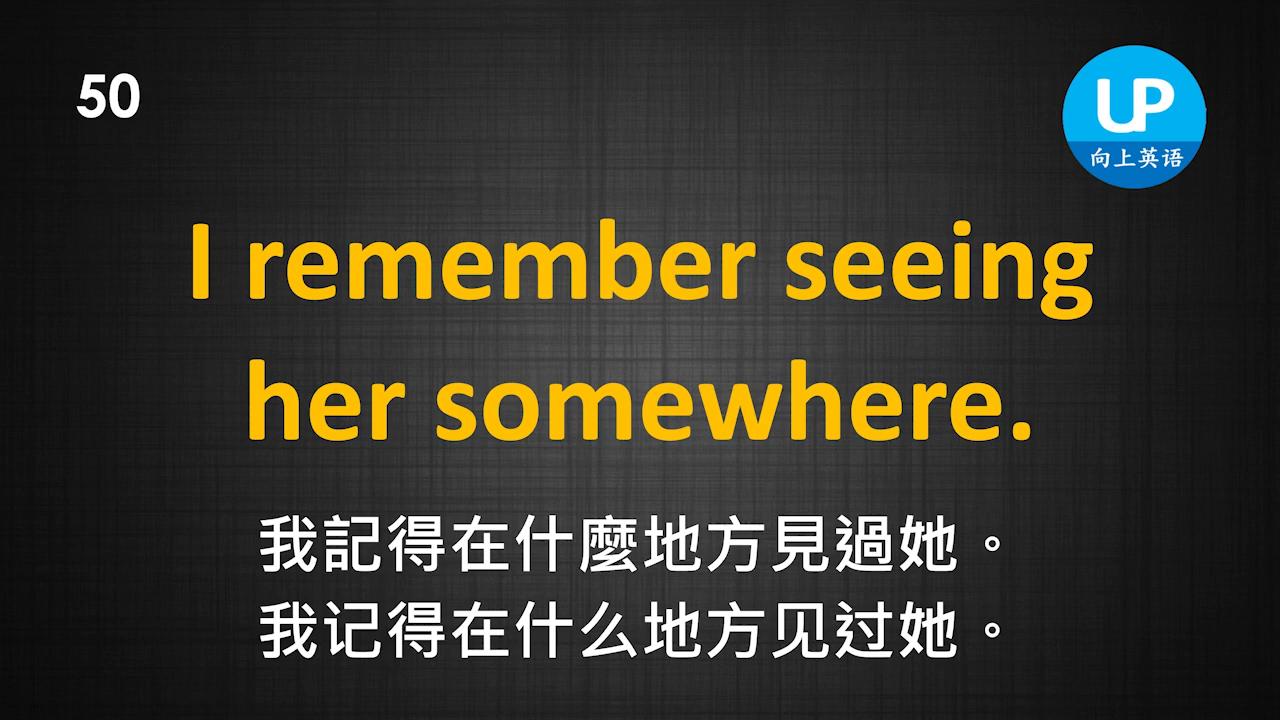 50
UP
向上英语
I remember seeing
her somewhere.
我記得在什麼地方見過她。
我记得在什么地方见过她。